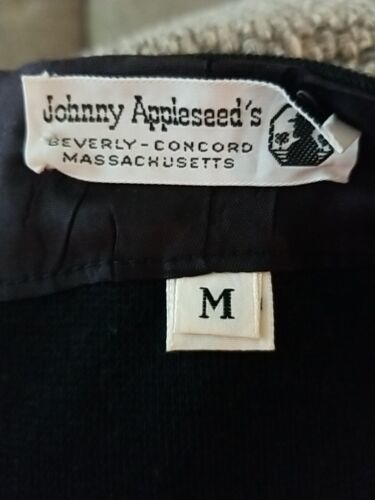 Johnny Appleseed's
BEVERLY-CONCORD
MASSACHUSETTS
M